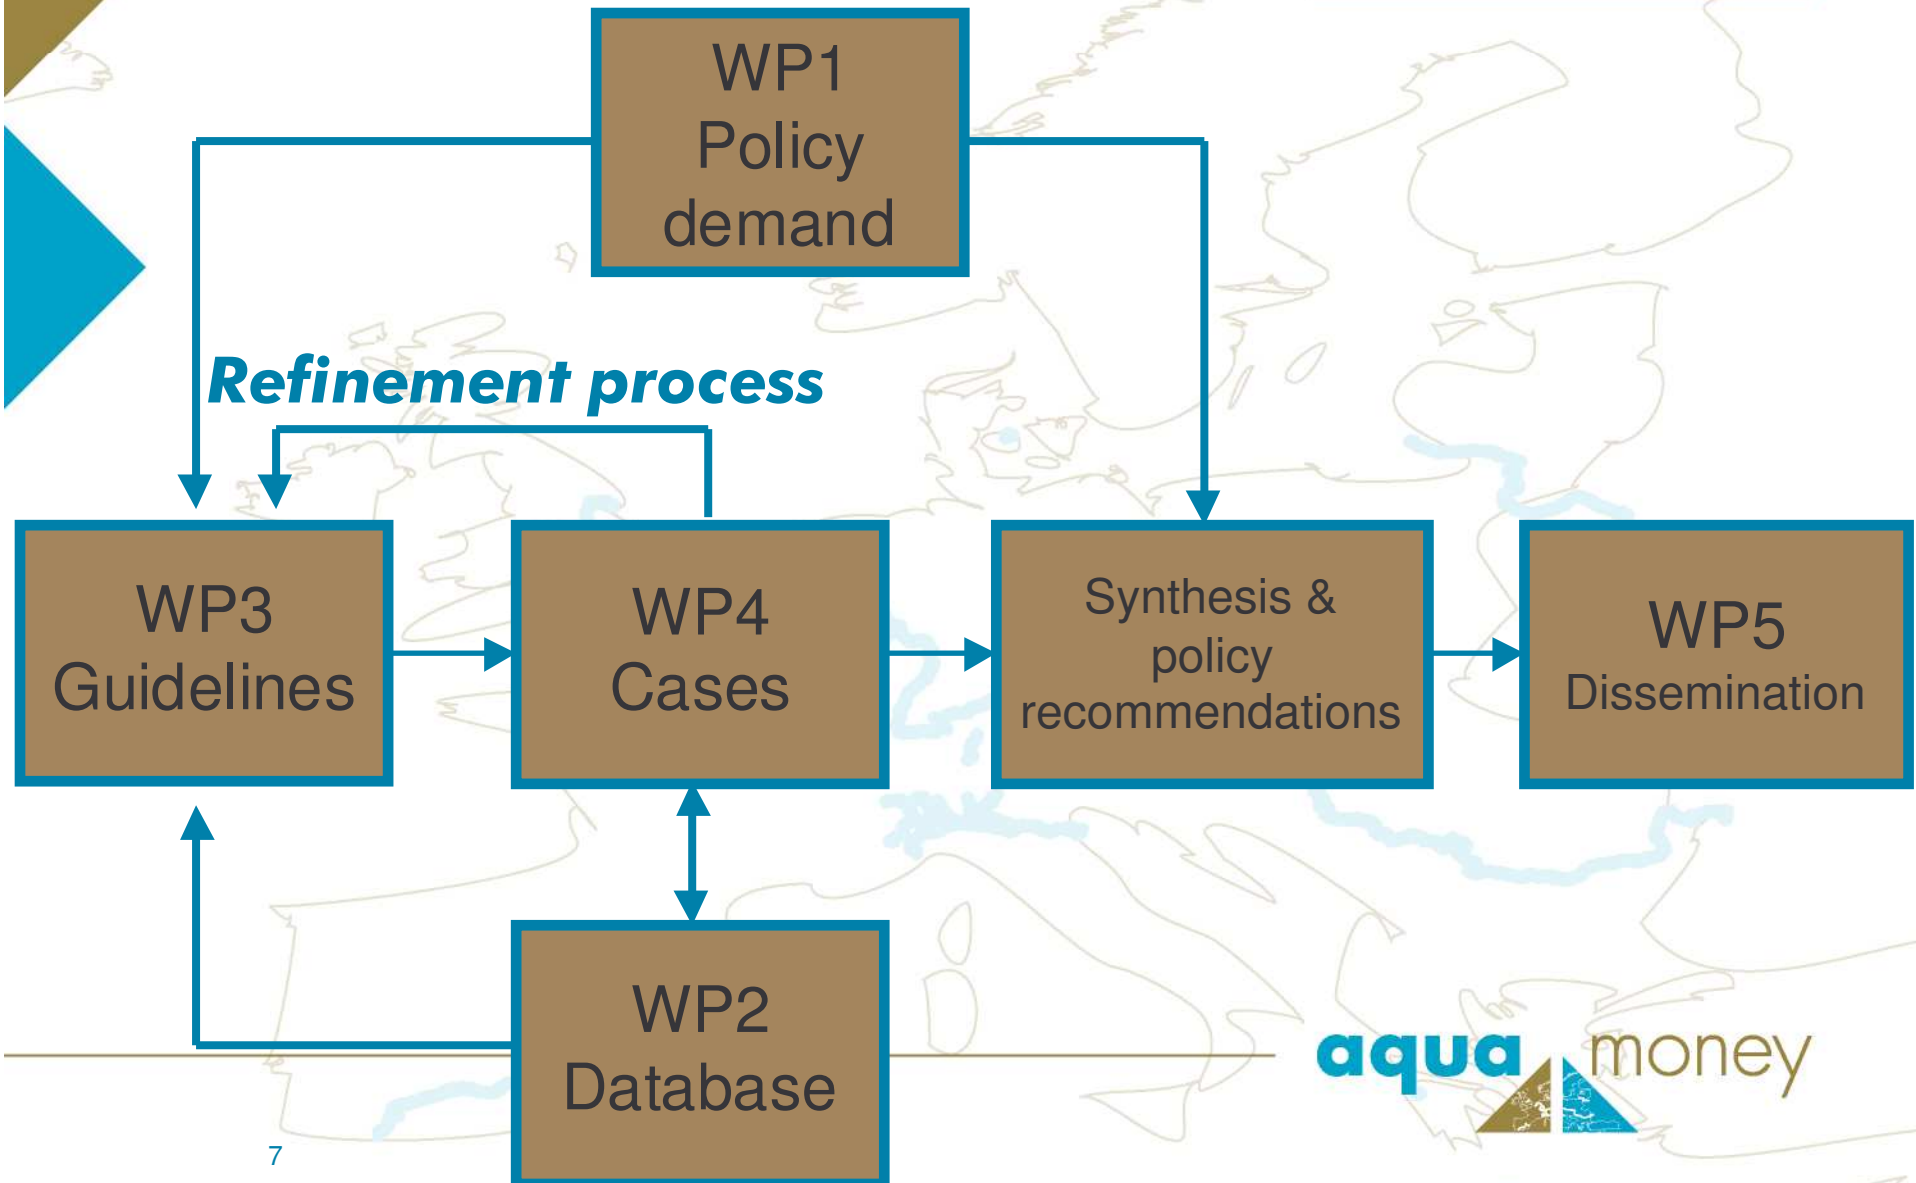 WP1
Policy
demand
Refinement process
WP3
Guidelines
WP4
Cases
Synthesis &
policy
recommendations
WP5
Dissemination
WP2
Database
aqua money
7